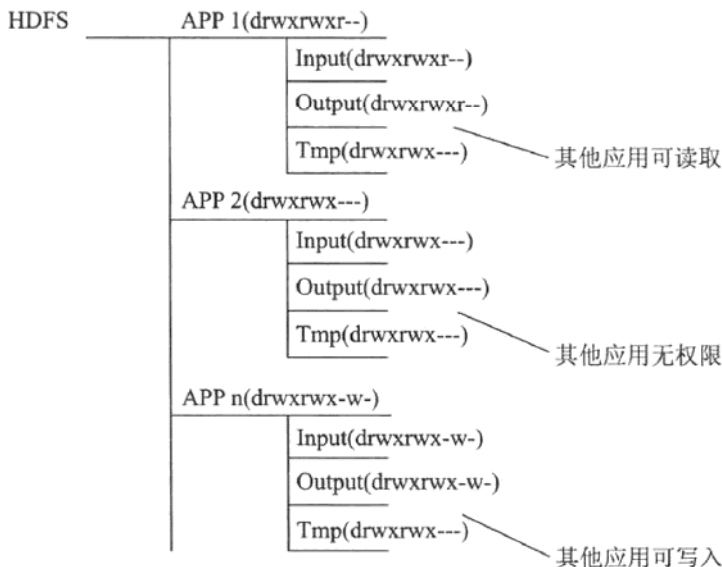 HDFS APP 1(drwxrwxr--)
Input(drwxrwxr--)
Output(drwxrwxr--)
Tmp(drwxrwx---)
其他应用可读取
APP 2(drwxrwx---)
Input(drwxrwx---)
Output(drwxrwx---)
Tmp(drwxrwx---)
其他应用无权限
APP n(drwxrwx-w-)
Input(drwxrwx-w-)
Output(drwxrwx-w-)
Tmp(drwxrwx---)
其他应用可写入